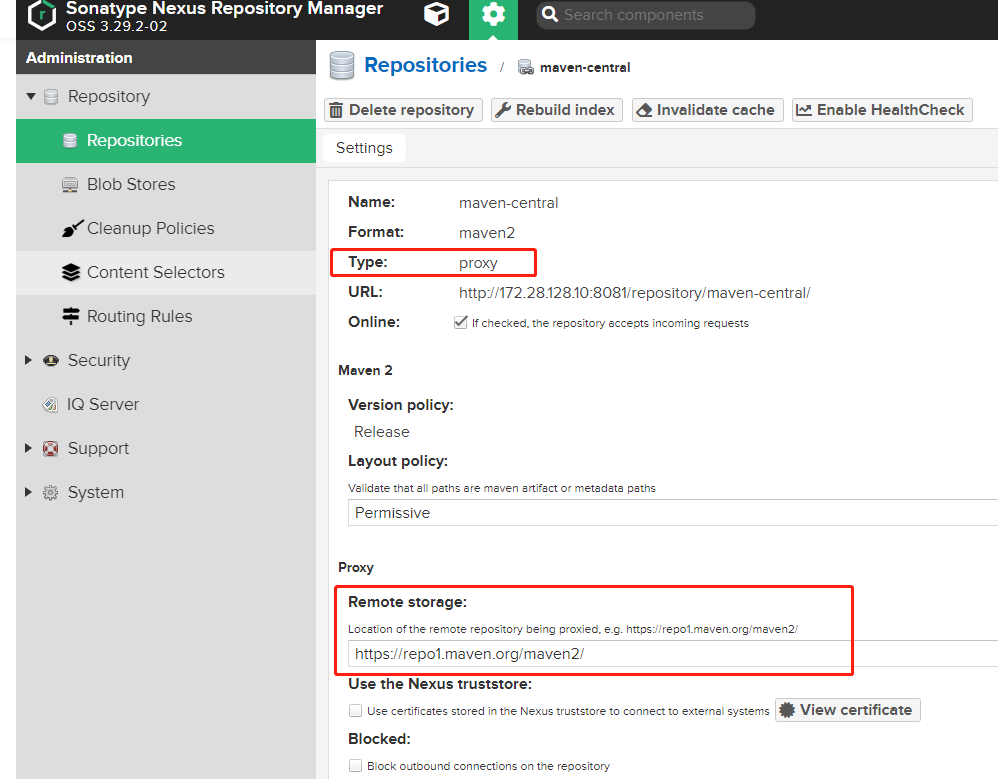 Sonatype Nexus Repository Manager
OSS 3.29.2-02
Search components
Administration
Repository
Repositories
Blob Stores
Cleanup Policies
Content Selectors
Routing Rules
Security
IQ Server
Support
System
Repositories / maven-central
Delete repository Rebuild index Invalidate cache Enable HealthCheck
Settings
Name: maven-central
Format: maven2
Type: proxy
URL: http://172.28.128.10:8081/repository/maven-central/
Online: If checked, the repository accepts incoming requests
Maven 2
Version policy:
Release
Layout policy:
Validate that all paths are maven artifact or metadata paths
Permissive
Proxy
Remote storage:
Location of the remote repository being proxied, e.g. https://repo1.maven.org/maven2/
https://repo1.maven.org/maven2/
Use the Nexus truststore:
Use certificates stored in the Nexus truststore to connect to external systems View certificate
Blocked:
Block outbound connections on the repository